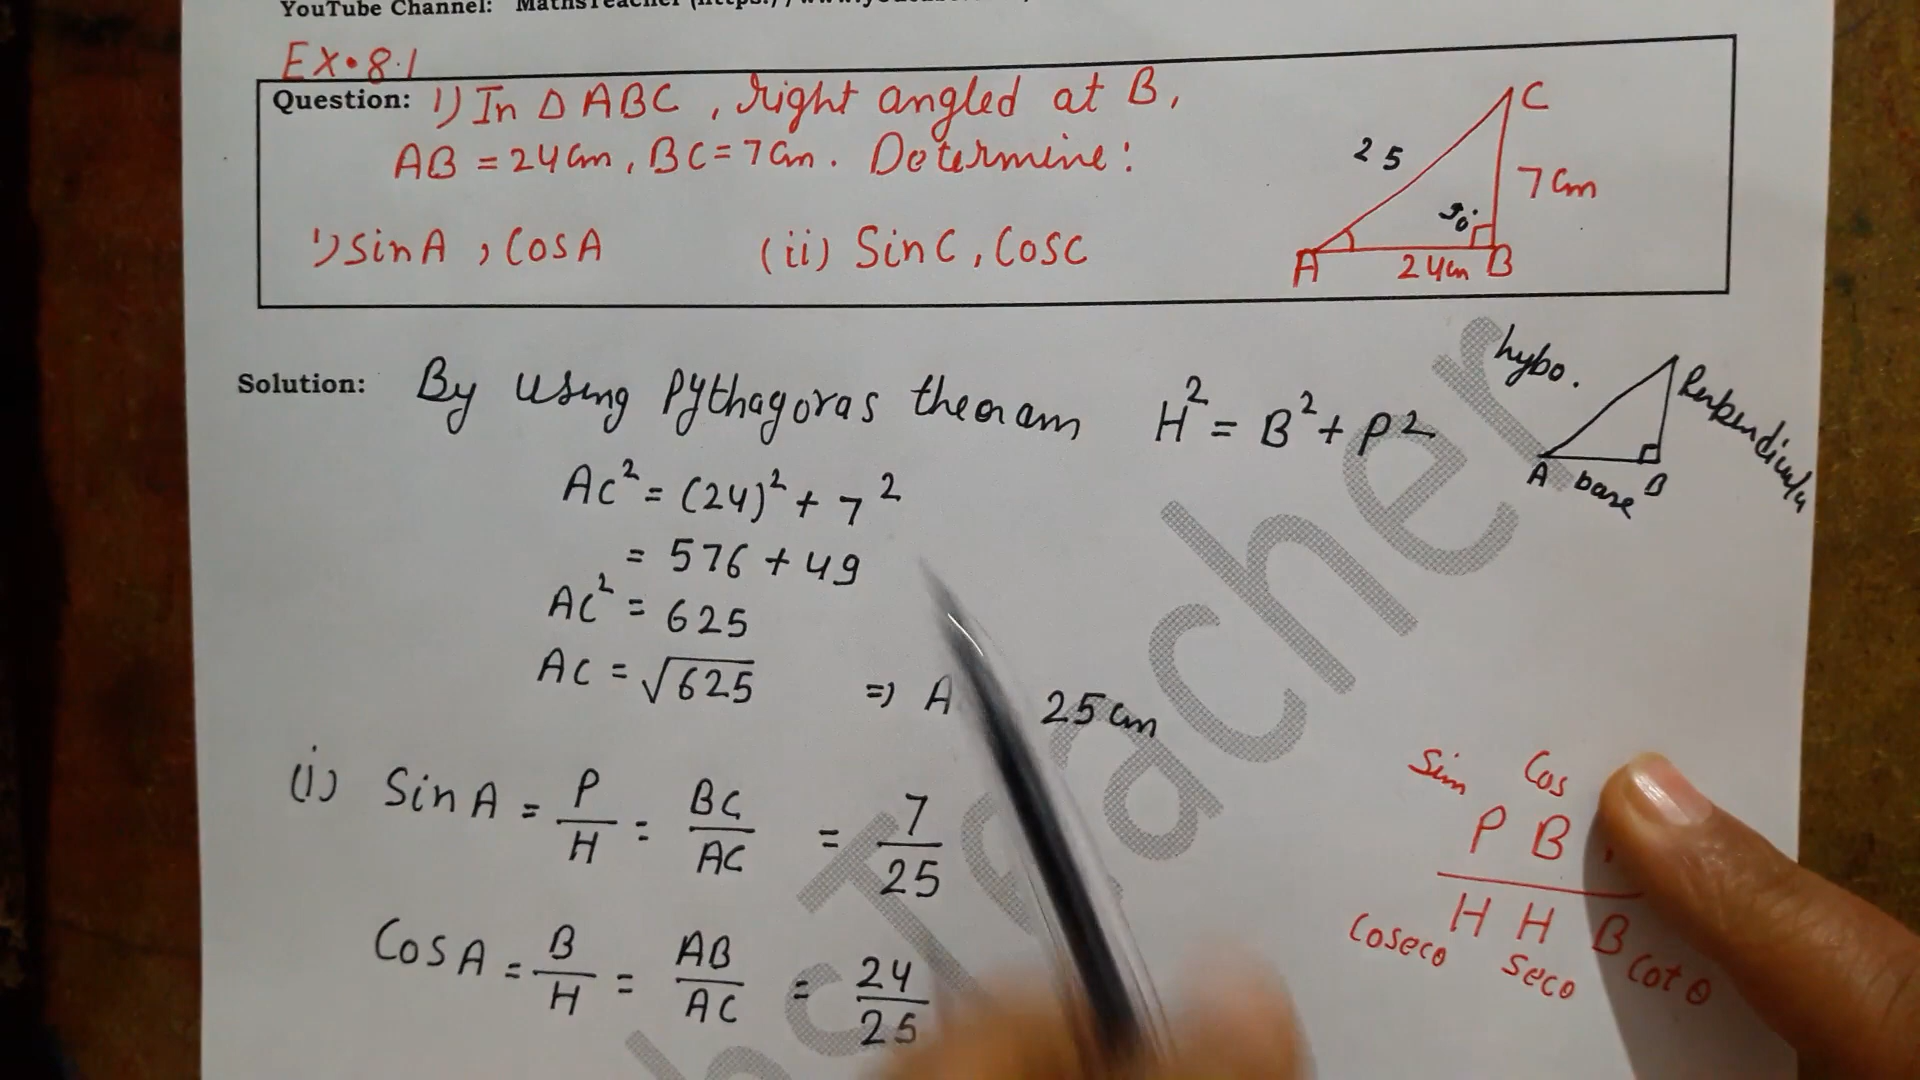 YouTube Channel: MathsTeacher
Ex. 8.1
Question: 1) In Δ ABC, right angled at B,
AB = 24cm, BC = 7cm. Determine:
1) sin A, Cos A (ii) Sin C, Cos C
C
25
7cm
90°
A 24cm B
Solution: By using Pythagoras theoram H² = B² + P²
hybo.
A base B
AC² = (24)² + 7²
= 576 + 49
AC² = 625
AC = √625 => A 25cm
(i) Sin A = P/H = BC/AC = 7/25
Cos A = B/H = AB/AC = 24/25
Sin Cos
P B
H H B
Coseco Seco Cot θ
Teacher